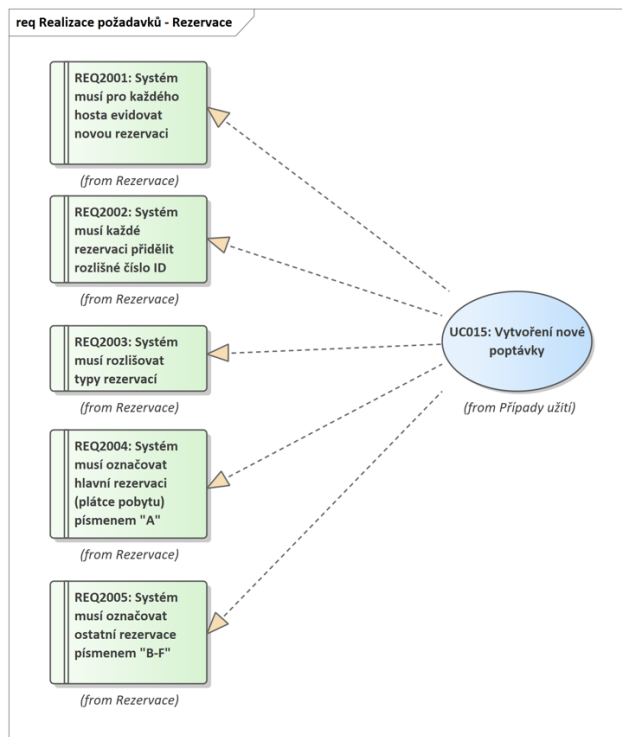 req Realizace požadavků - Rezervace
REQ2001: Systém
musí pro každého
hosta evidovat
novou rezervaci
(from Rezervace)
REQ2002: Systém
musí každé
rezervaci přidělit
rozlišné číslo ID
(from Rezervace)
REQ2003: Systém
musí rozlišovat
typy rezervací
(from Rezervace)
REQ2004: Systém
musí označovat
hlavní rezervaci
(plátce pobytu)
písmenem "A"
(from Rezervace)
REQ2005: Systém
musí označovat
ostatní rezervace
písmenem "B-F"
(from Rezervace)
UC015: Vytvoření nové
poptávky
(from Případy užití)